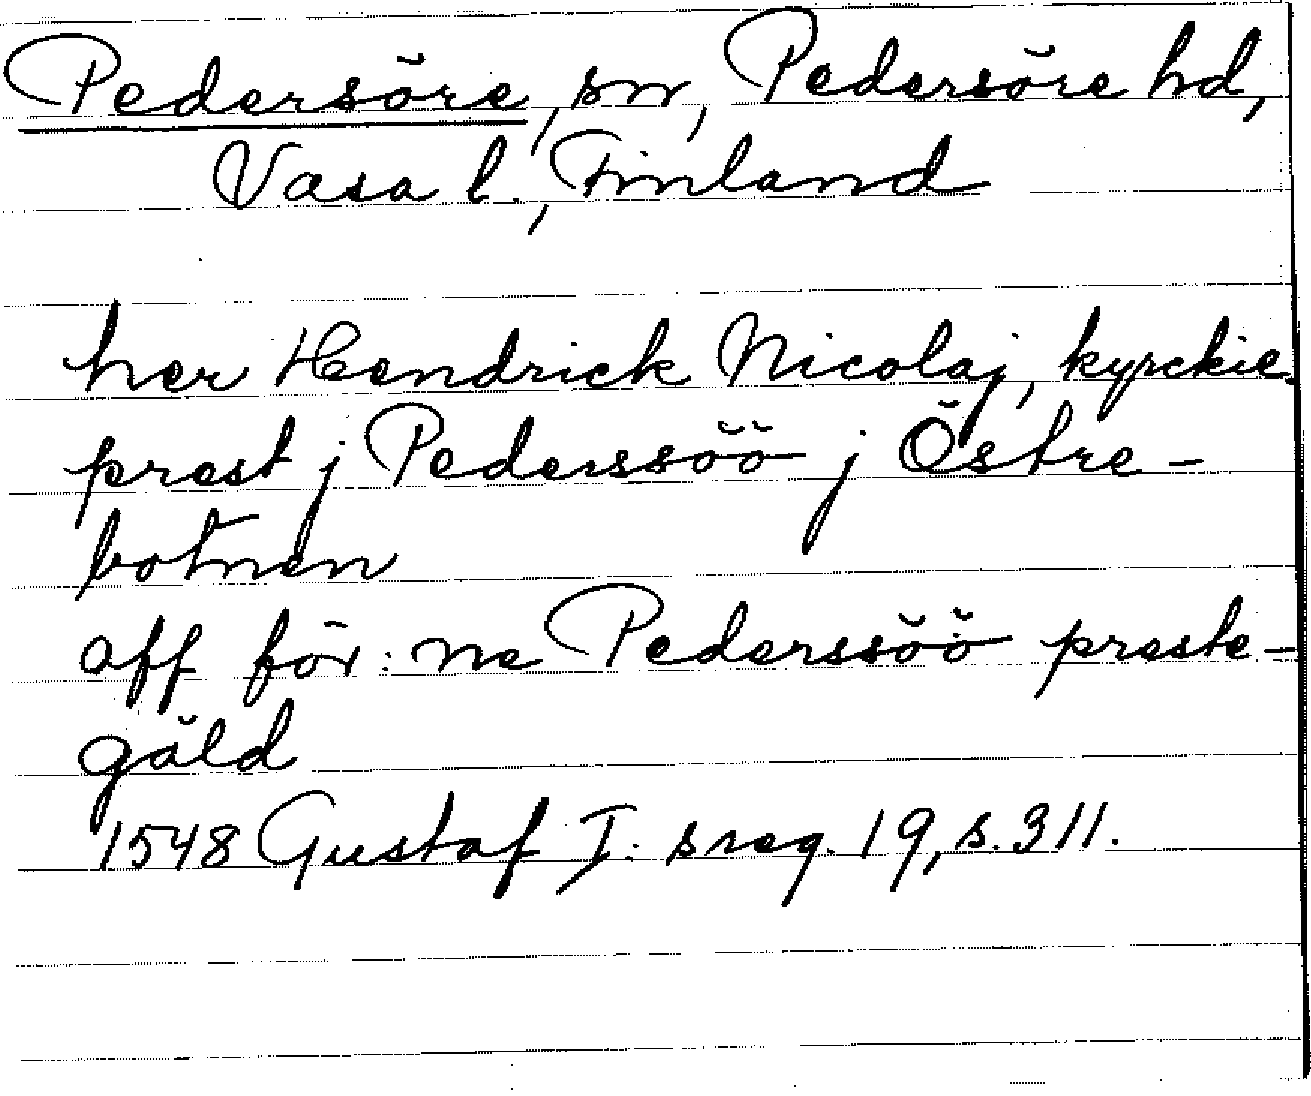 Pedersöre, sn, Pedersöre hd,
Vasa l., Finland
her Hendrick Nicolaj, kyrckie
prest j Pederssöö j Östre-
botnen
aff för:ne Pederssöö preste-
gäld
1548 Gustaf I: s reg. 19, s. 311.